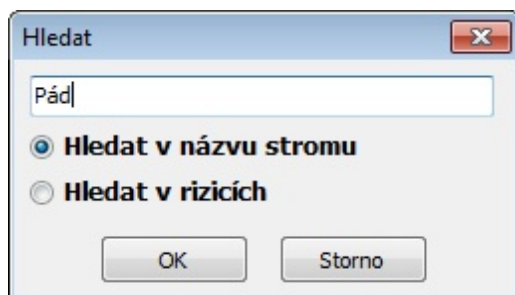 Hledat
Pád
Hledat v názvu stromu
Hledat v rizicích
OK Storno